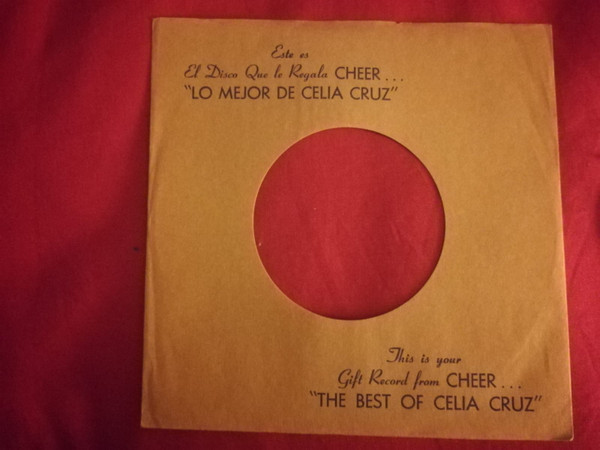 Este es
El Disco Que le Regala CHEER...
"LO MEJOR DE CELIA CRUZ"
This is your
Gift Record from CHEER...
"THE BEST OF CELIA CRUZ"